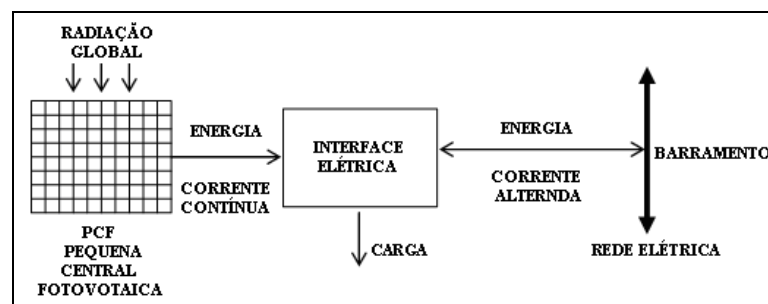 RADIAÇÃO
GLOBAL
ENERGIA
CORRENTE
CONTÍNUA
PCF
PEQUENA
CENTRAL
FOTOVOTAICA
INTERFACE
ELÉTRICA
CARGA
ENERGIA
CORRENTE
ALTERNDA
BARRAMENTO
REDE ELÉTRICA